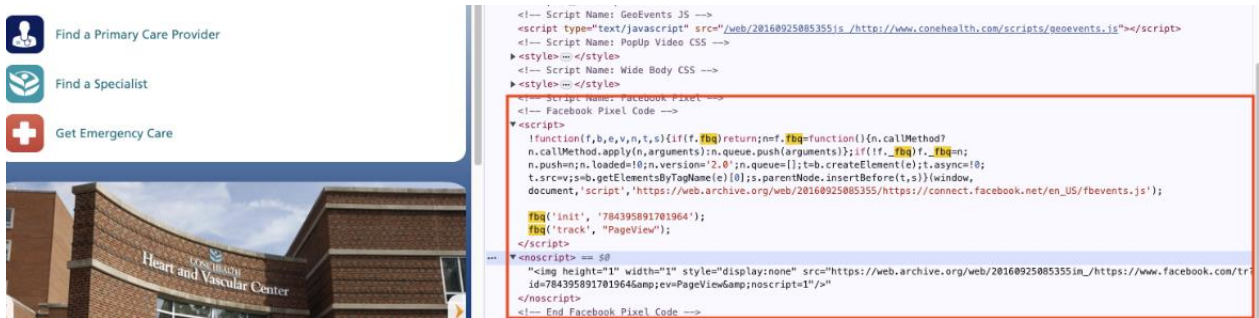 Find a Primary Care Provider
Find a Specialist
Get Emergency Care
CONE HEALTH
Heart and Vascular Center
<!-- Script Name: GeoEvents JS -->
<script type="text/javascript" src="/web/20160925085355js_/http://www.conehealth.com/scripts/geoevents.js"></script>
<!-- Script Name: PopUp Video CSS -->
▶<style>…</style>
<!-- Script Name: Wide Body CSS -->
▶<style>…</style>
<!-- Script Name: Facebook Pixel -->
<!-- Facebook Pixel Code -->
▼<script>
!function(f,b,e,v,n,t,s){if(f.fbq)return;n=f.fbq=function(){n.callMethod?
n.callMethod.apply(n,arguments):n.queue.push(arguments)};if(!f._fbq)f._fbq=n;
n.push=n;n.loaded=!0;n.version='2.0';n.queue=[];t=b.createElement(e);t.async=!0;
t.src=v;s=b.getElementsByTagName(e)[0];s.parentNode.insertBefore(t,s)}(window,
document,'script','https://web.archive.org/web/20160925085355/https://connect.facebook.net/en_US/fbevents.js');
fbq('init', '784395891701964');
fbq('track', "PageView");
</script>
… ▼<noscript> == $0
"<img height="1" width="1" style="display:none" src="https://web.archive.org/web/20160925085355im_/https://www.facebook.com/tr?
id=784395891701964&amp;ev=PageView&amp;noscript=1"/>"
</noscript>
<!-- End Facebook Pixel Code -->